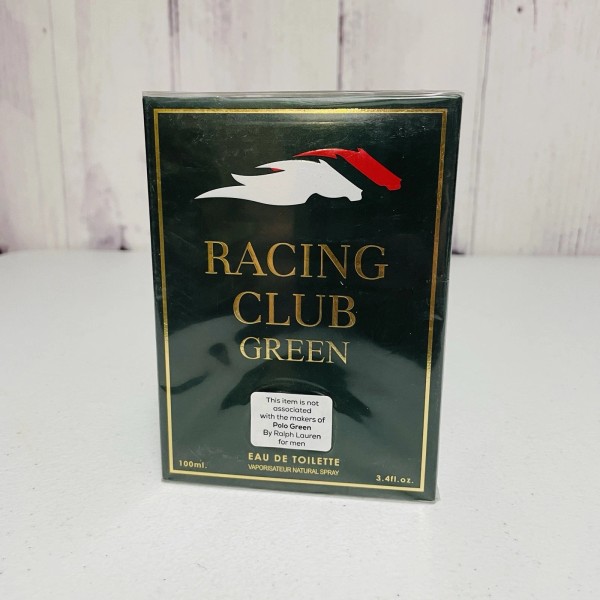 RACING
CLUB
GREEN
This item is not
associated
with the makers of
Polo Green
By Ralph Lauren
for men
EAU DE TOILETTE
VAPORISATEUR NATURAL SPRAY
100ml.
3.4fl.oz.